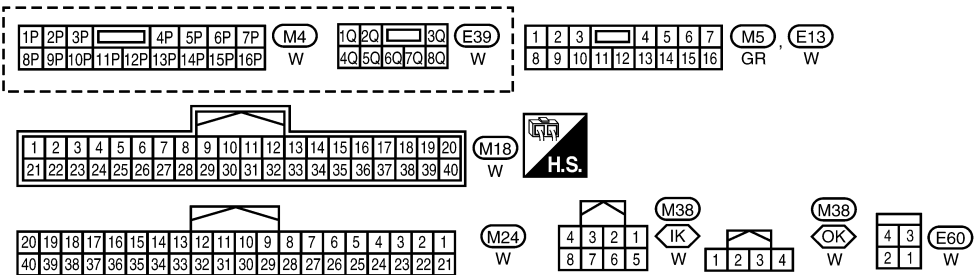 1P 2P 3P 4P 5P 6P 7P
8P 9P 10P 11P 12P 13P 14P 15P 16P
M4
W
1Q 2Q 3Q
4Q 5Q 6Q 7Q 8Q
E39
W
1 2 3 4 5 6 7
8 9 10 11 12 13 14 15 16
M5 , E13
GR W
1 2 3 4 5 6 7 8 9 10 11 12 13 14 15 16 17 18 19 20
21 22 23 24 25 26 27 28 29 30 31 32 33 34 35 36 37 38 39 40
M18
W
H.S.
20 19 18 17 16 15 14 13 12 11 10 9 8 7 6 5 4 3 2 1
40 39 38 37 36 35 34 33 32 31 30 29 28 27 26 25 24 23 22 21
M24
W
4 3 2 1
8 7 6 5
M38
IK
W
1 2 3 4
M38
OK
W
4 3
2 1
E60
W